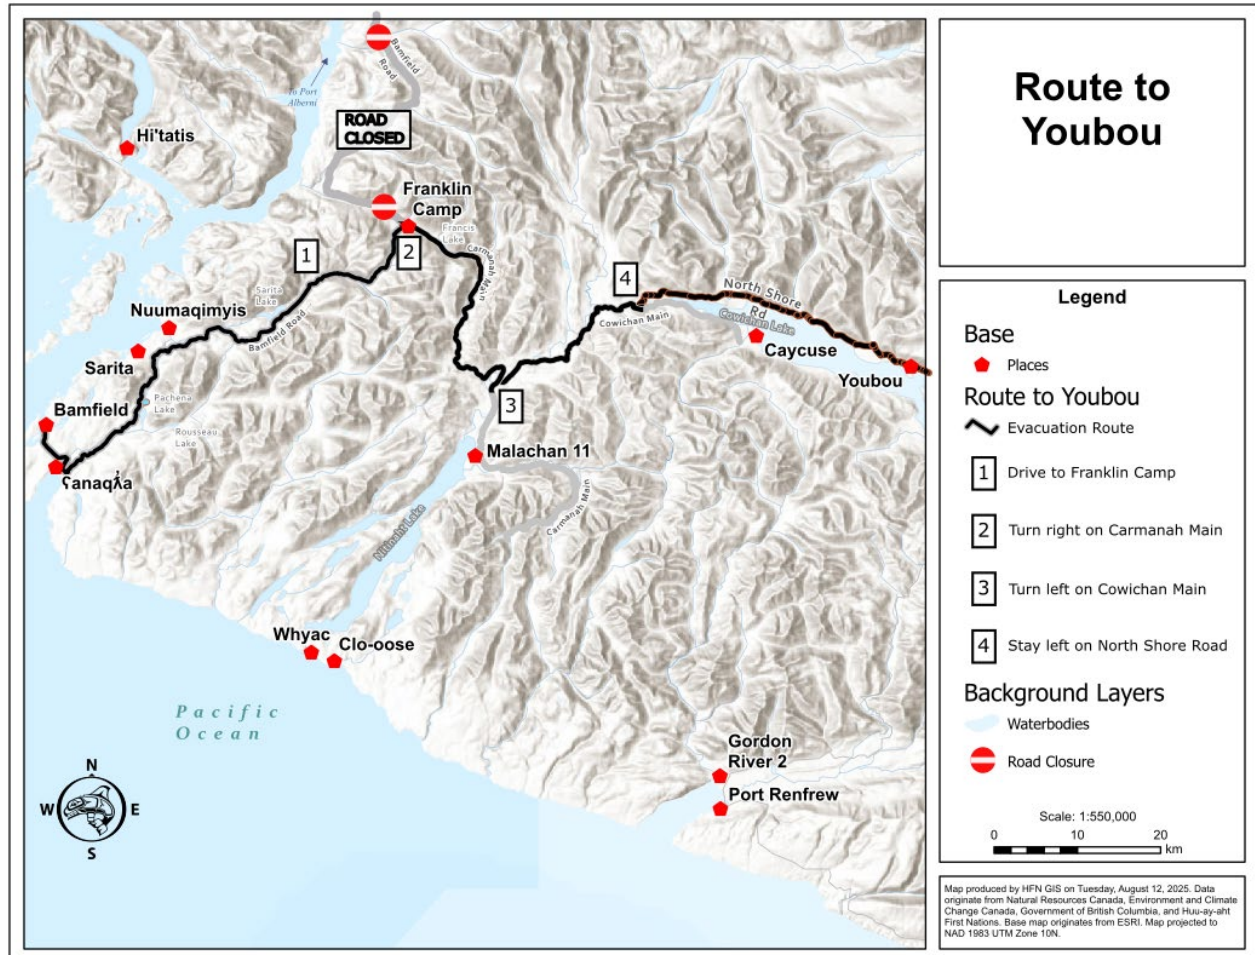 Route to
Youbou
To Port
Alberni
Bamfield
Road
ROAD
CLOSED
Hi'tatis
Franklin
Camp
Francis
Lake
1
2
Carmanah Main
4
North Shore
Rd
Cowichan Lake
Cowichan Main
Sarita
Lake
Nuumaqimyis
Bamfield Road
Sarita
Caycuse
Youbou
Pachena
Lake
3
Bamfield
Rousseau
Lake
Malachan 11
ʕanaqƛ̓a
Carmanah Main
Nitinaht Lake
Whyac
Clo-oose
Pacific
Ocean
Gordon
River 2
Port Renfrew
N
W
E
S
Legend
Base
Places
Route to Youbou
Evacuation Route
1 Drive to Franklin Camp
2 Turn right on Carmanah Main
3 Turn left on Cowichan Main
4 Stay left on North Shore Road
Background Layers
Waterbodies
Road Closure
Scale: 1:550,000
0 10 20
km
Map produced by HFN GIS on Tuesday, August 12, 2025. Data
originate from Natural Resources Canada, Environment and Climate
Change Canada, Government of British Columbia, and Huu-ay-aht
First Nations. Base map originates from ESRI. Map projected to
NAD 1983 UTM Zone 10N.